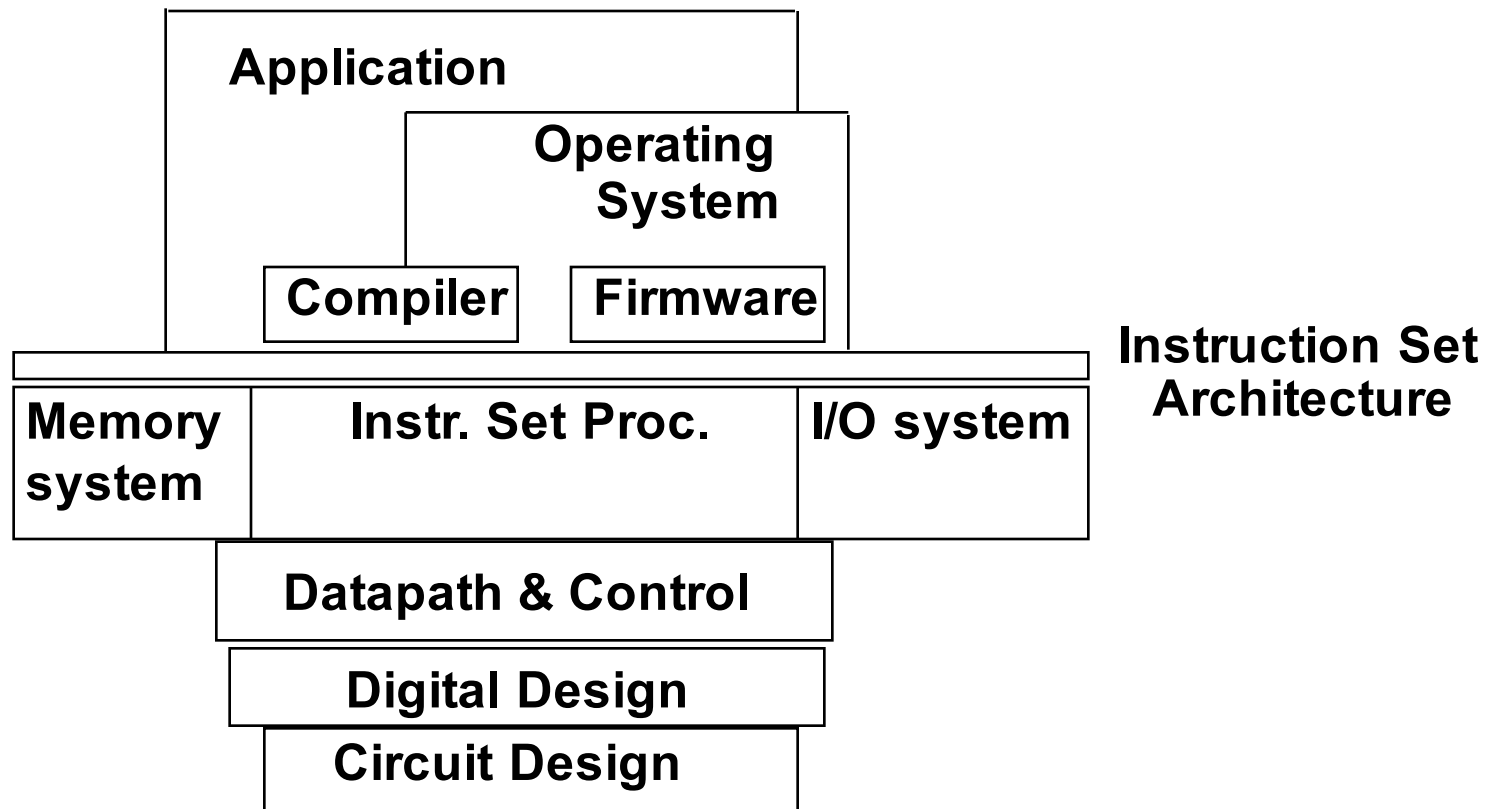 Application
Operating
System
Compiler
Firmware
Instruction Set
Architecture
Memory
system
Instr. Set Proc.
I/O system
Datapath & Control
Digital Design
Circuit Design